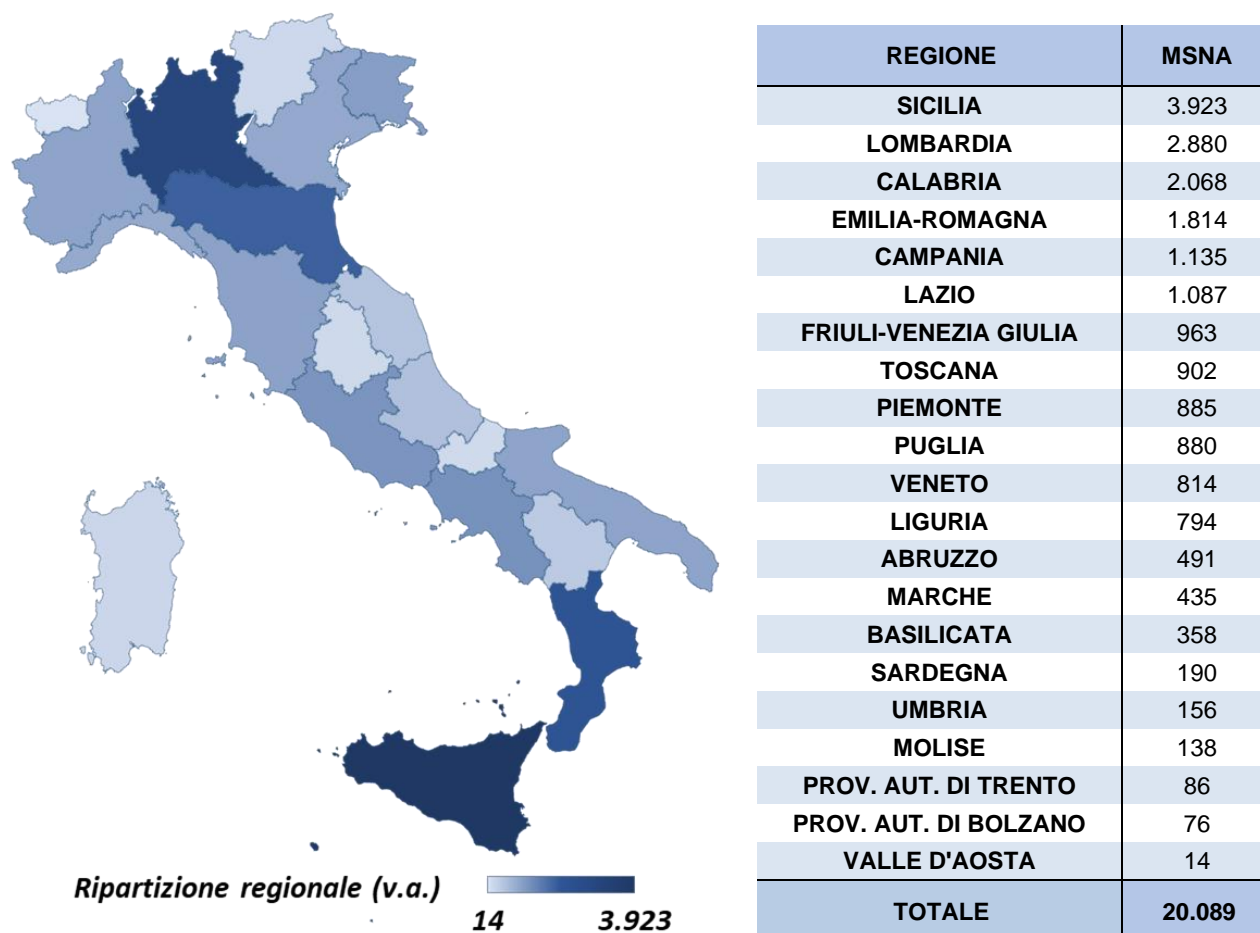 REGIONE MSNA
SICILIA 3.923
LOMBARDIA 2.880
CALABRIA 2.068
EMILIA-ROMAGNA 1.814
CAMPANIA 1.135
LAZIO 1.087
FRIULI-VENEZIA GIULIA 963
TOSCANA 902
PIEMONTE 885
PUGLIA 880
VENETO 814
LIGURIA 794
ABRUZZO 491
MARCHE 435
BASILICATA 358
SARDEGNA 190
UMBRIA 156
MOLISE 138
PROV. AUT. DI TRENTO 86
PROV. AUT. DI BOLZANO 76
VALLE D'AOSTA 14
TOTALE 20.089
Ripartizione regionale (v.a.)
14 3.923